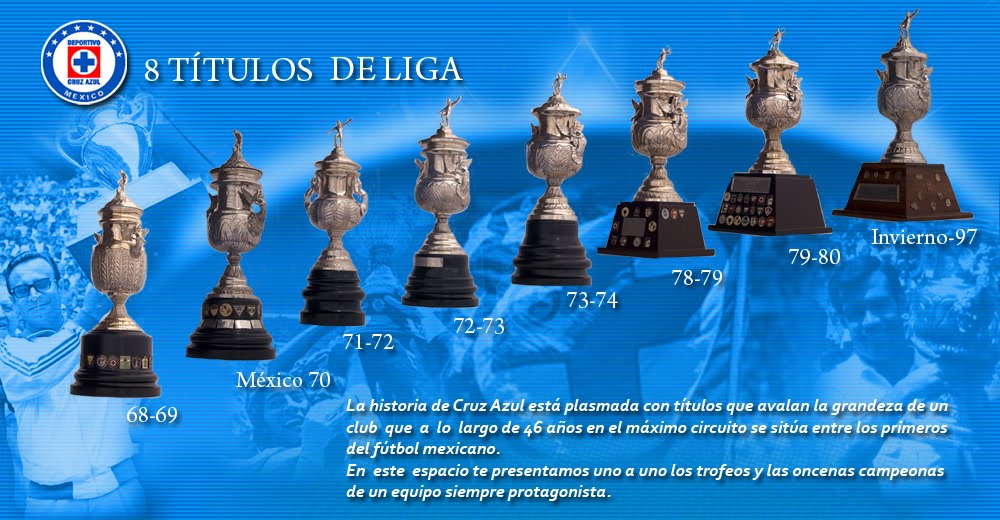 DEPORTIVO
CRUZ AZUL
MEXICO
8 TÍTULOS DE LIGA
68-69
México 70
71-72
72-73
73-74
78-79
79-80
Invierno-97
La historia de Cruz Azul está plasmada con títulos que avalan la grandeza de un
club que a lo largo de 46 años en el máximo circuito se sitúa entre los primeros
del fútbol mexicano.
En este espacio te presentamos uno a uno los trofeos y las oncenas campeonas
de un equipo siempre protagonista.